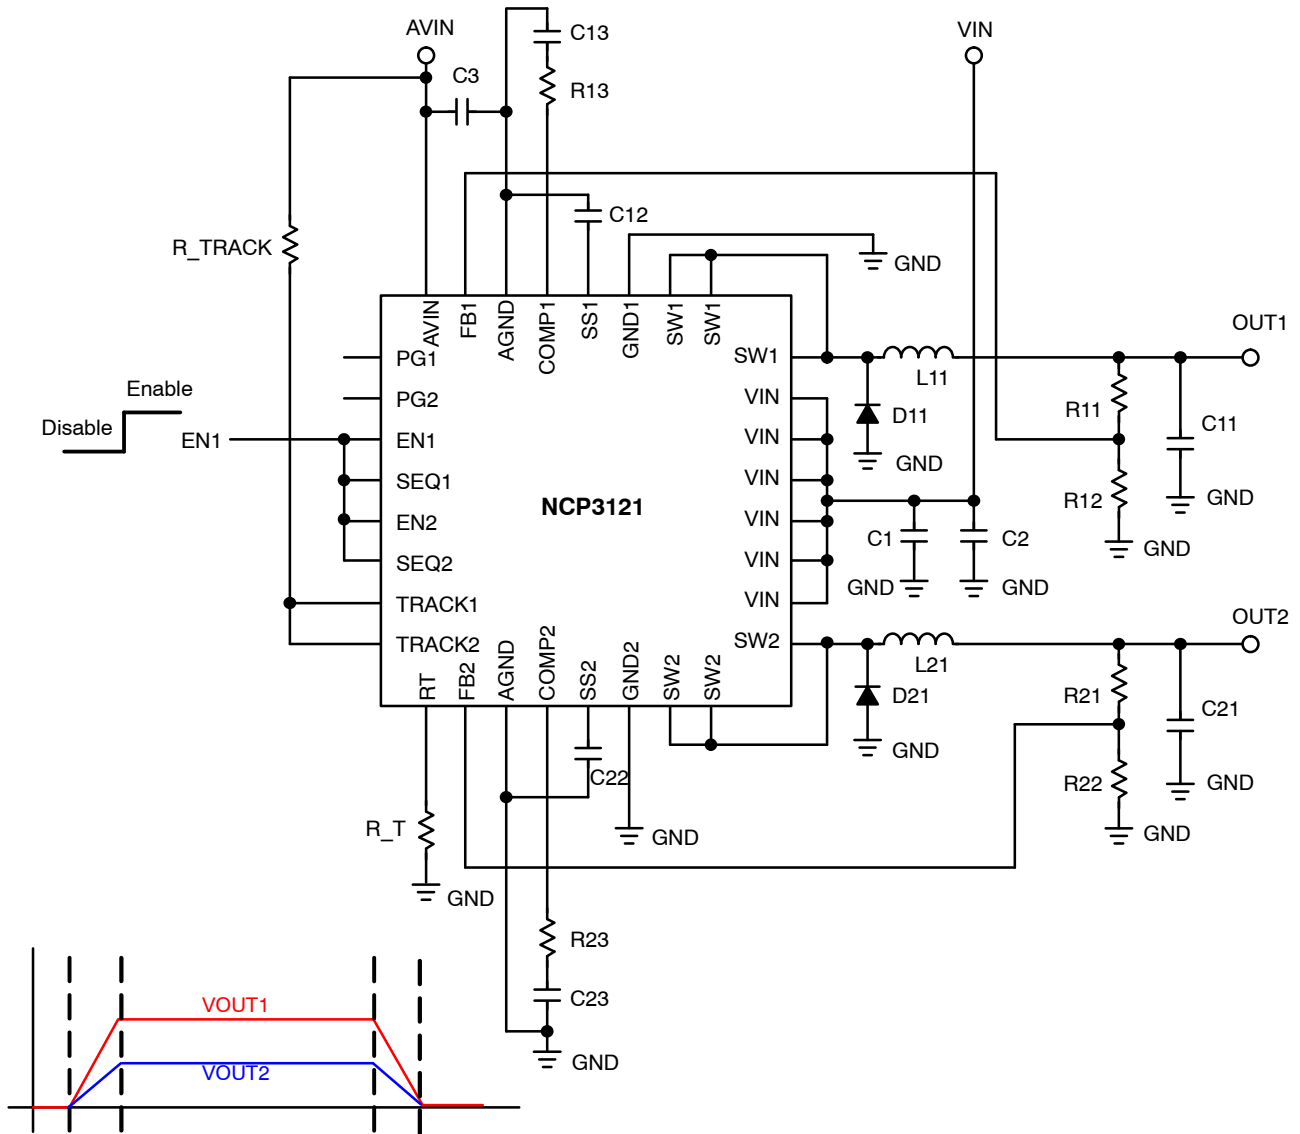 AVIN
C13
VIN
C3
R13
C12
R_TRACK
GND
AVIN
FB1
AGND
COMP1
SS1
GND1
SW1
SW1
OUT1
PG1
SW1
L11
Enable
PG2
VIN
R11
D11
C11
Disable
EN1
EN1
VIN
GND
SEQ1
VIN
R12
GND
NCP3121
EN2
VIN
C1
C2
GND
SEQ2
VIN
GND
GND
TRACK1
VIN
OUT2
TRACK2
SW2
L21
RT
FB2
AGND
COMP2
SS2
GND2
SW2
SW2
D21
R21
C21
GND
C22
R22
GND
R_T
GND
GND
GND
R23
C23
VOUT1
GND
VOUT2